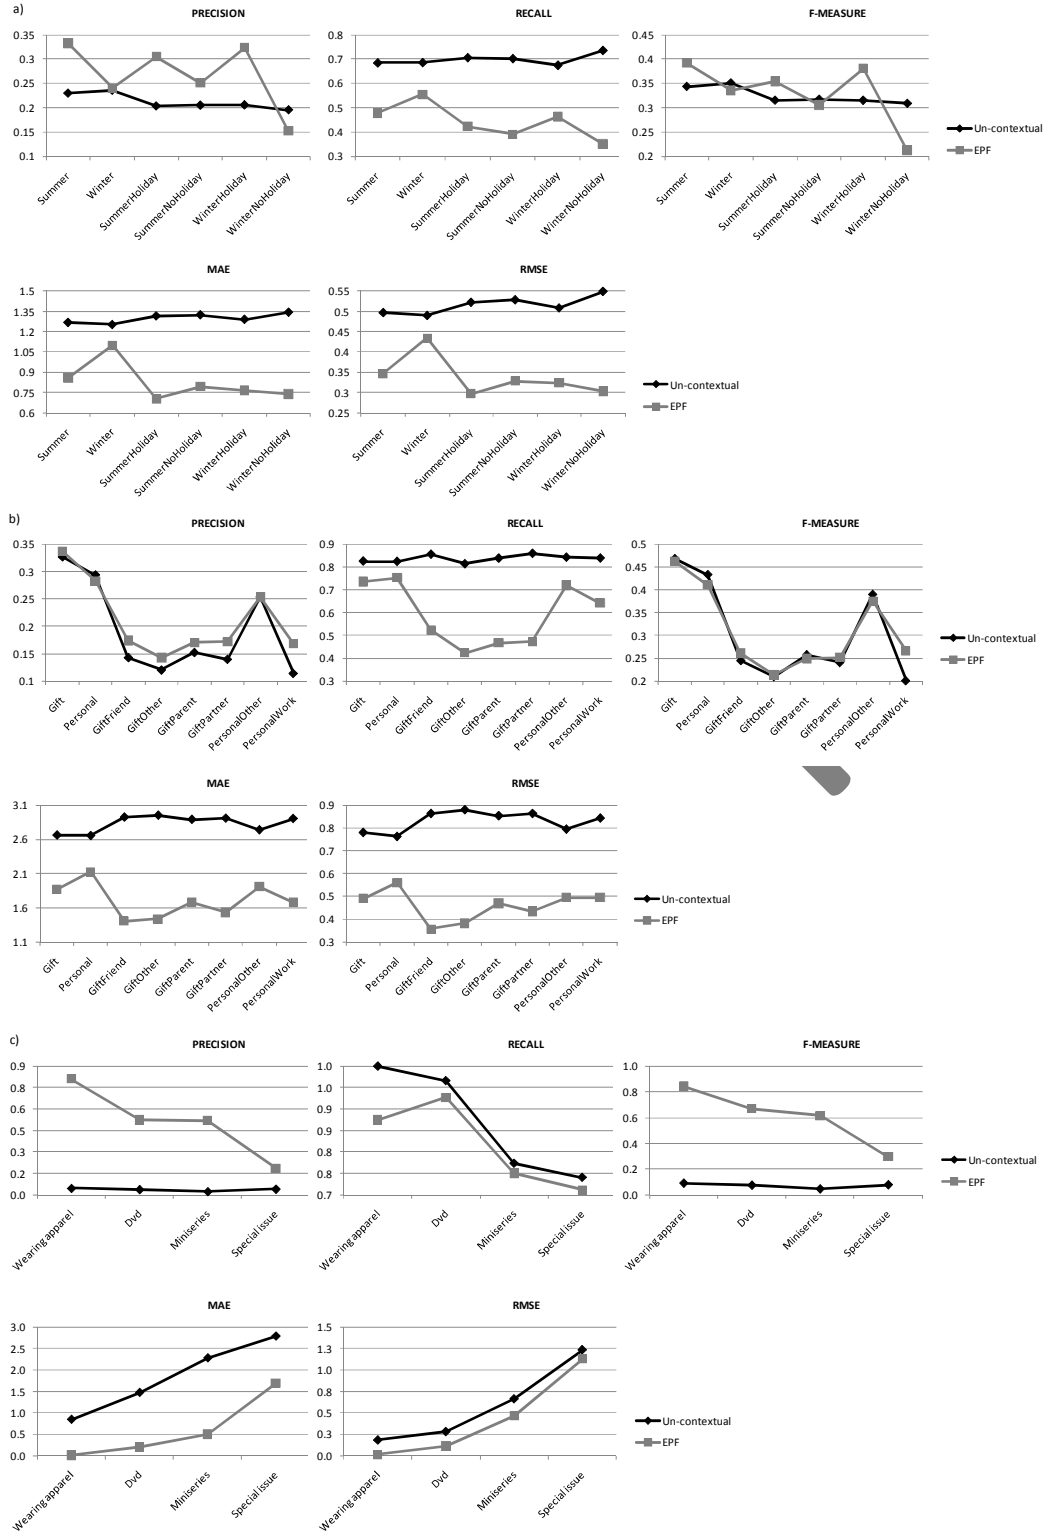 a)
PRECISION
RECALL
F-MEASURE
0.35
0.3
0.25
0.2
0.15
0.1
Summer
Winter
SummerHoliday
SummerNoHoliday
WinterHoliday
WinterNoHoliday
0.8
0.7
0.6
0.5
0.4
0.3
Summer
Winter
SummerHoliday
SummerNoHoliday
WinterHoliday
WinterNoHoliday
0.45
0.4
0.35
0.3
0.25
0.2
Summer
Winter
SummerHoliday
SummerNoHoliday
WinterHoliday
WinterNoHoliday
Un-contextual
EPF
MAE
RMSE
1.5
1.35
1.2
1.05
0.9
0.75
0.6
Summer
Winter
SummerHoliday
SummerNoHoliday
WinterHoliday
WinterNoHoliday
0.55
0.5
0.45
0.4
0.35
0.3
0.25
Summer
Winter
SummerHoliday
SummerNoHoliday
WinterHoliday
WinterNoHoliday
Un-contextual
EPF
b)
PRECISION
RECALL
F-MEASURE
0.35
0.3
0.25
0.2
0.15
0.1
Gift
Personal
GiftFriend
GiftOther
GiftParent
GiftPartner
PersonalOther
PersonalWork
0.9
0.8
0.7
0.6
0.5
0.4
0.3
Gift
Personal
GiftFriend
GiftOther
GiftParent
GiftPartner
PersonalOther
PersonalWork
0.5
0.45
0.4
0.35
0.3
0.25
0.2
Gift
Personal
GiftFriend
GiftOther
GiftParent
GiftPartner
PersonalOther
PersonalWork
Un-contextual
EPF
MAE
RMSE
3.1
2.6
2.1
1.6
1.1
Gift
Personal
GiftFriend
GiftOther
GiftParent
GiftPartner
PersonalOther
PersonalWork
0.9
0.8
0.7
0.6
0.5
0.4
0.3
Gift
Personal
GiftFriend
GiftOther
GiftParent
GiftPartner
PersonalOther
PersonalWork
Un-contextual
EPF
c)
PRECISION
RECALL
F-MEASURE
0.9
0.8
0.6
0.5
0.3
0.2
0.0
Wearing apparel
Dvd
Miniseries
Special issue
1.0
1.0
0.9
0.9
0.8
0.8
0.7
Wearing apparel
Dvd
Miniseries
Special issue
1.0
0.8
0.6
0.4
0.2
0.0
Wearing apparel
Dvd
Miniseries
Special issue
Un-contextual
EPF
MAE
RMSE
3.0
2.5
2.0
1.5
1.0
0.5
0.0
Wearing apparel
Dvd
Miniseries
Special issue
1.5
1.3
1.0
0.8
0.5
0.3
0.0
Wearing apparel
Dvd
Miniseries
Special issue
Un-contextual
EPF